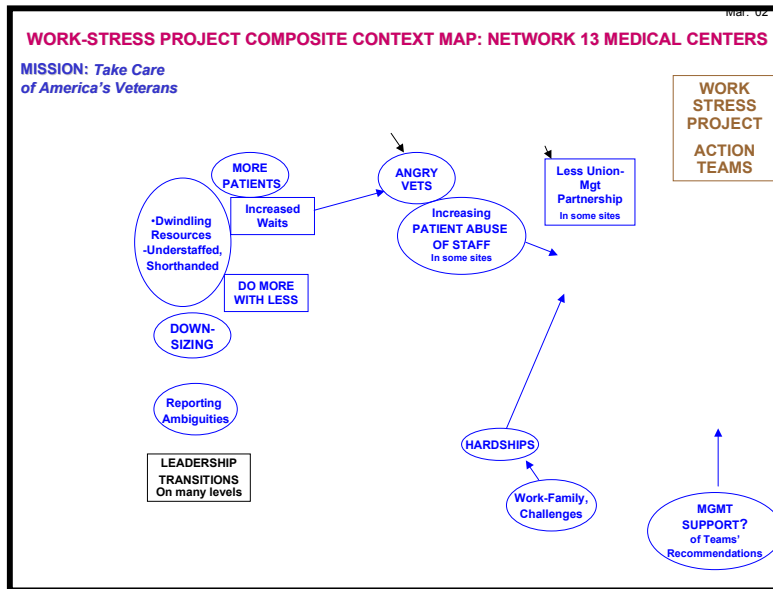 Mar. '02
WORK-STRESS PROJECT COMPOSITE CONTEXT MAP: NETWORK 13 MEDICAL CENTERS
MISSION: Take Care
of America's Veterans
WORK
STRESS
PROJECT
ACTION
TEAMS
MORE
PATIENTS
ANGRY
VETS
Less Union-
Mgt
Partnership
In some sites
Increased
Waits
•Dwindling
Resources
-Understaffed,
Shorthanded
Increasing
PATIENT ABUSE
OF STAFF
In some sites
DO MORE
WITH LESS
DOWN-
SIZING
Reporting
Ambiguities
HARDSHIPS
LEADERSHIP
TRANSITIONS
On many levels
Work-Family,
Challenges
MGMT
SUPPORT?
of Teams'
Recommendations